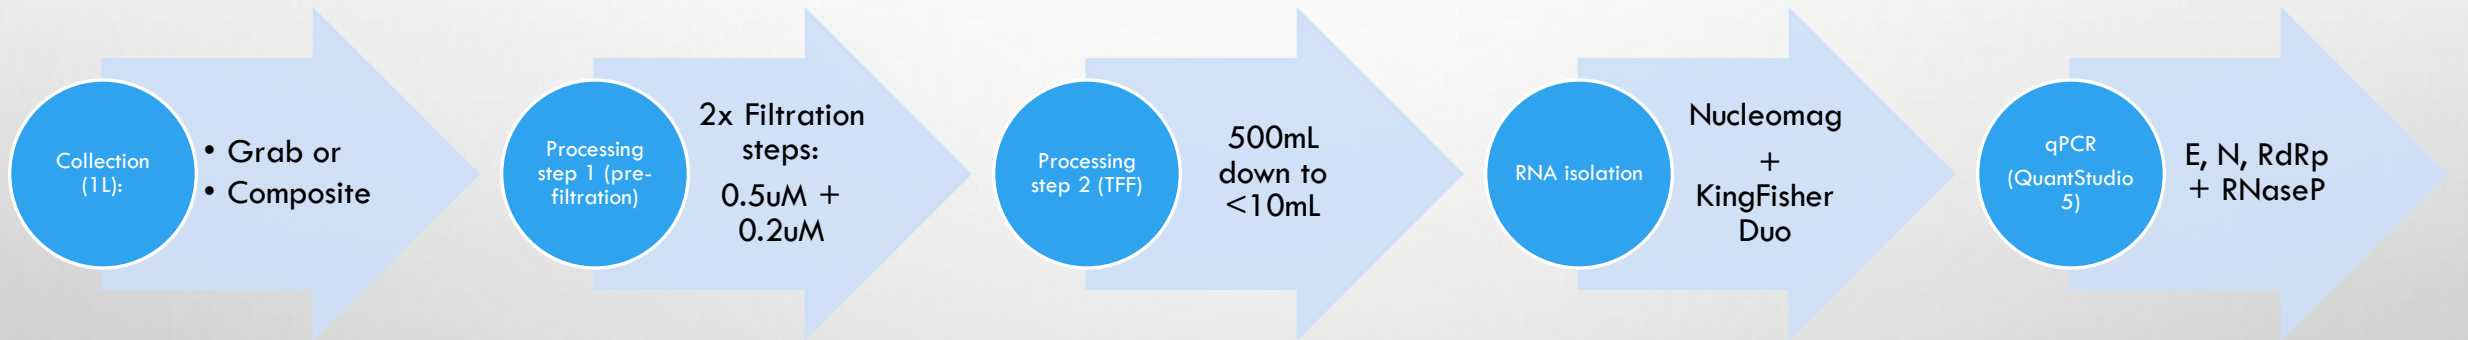 Collection
(1L):
• Grab or
• Composite
Processing
step 1 (pre-
filtration)
2x Filtration
steps:
0.5uM +
0.2uM
Processing
step 2 (TFF)
500mL
down to
<10mL
RNA isolation
Nucleomag
+
KingFisher
Duo
qPCR
(QuantStudio
5)
E, N, RdRp
+ RNaseP